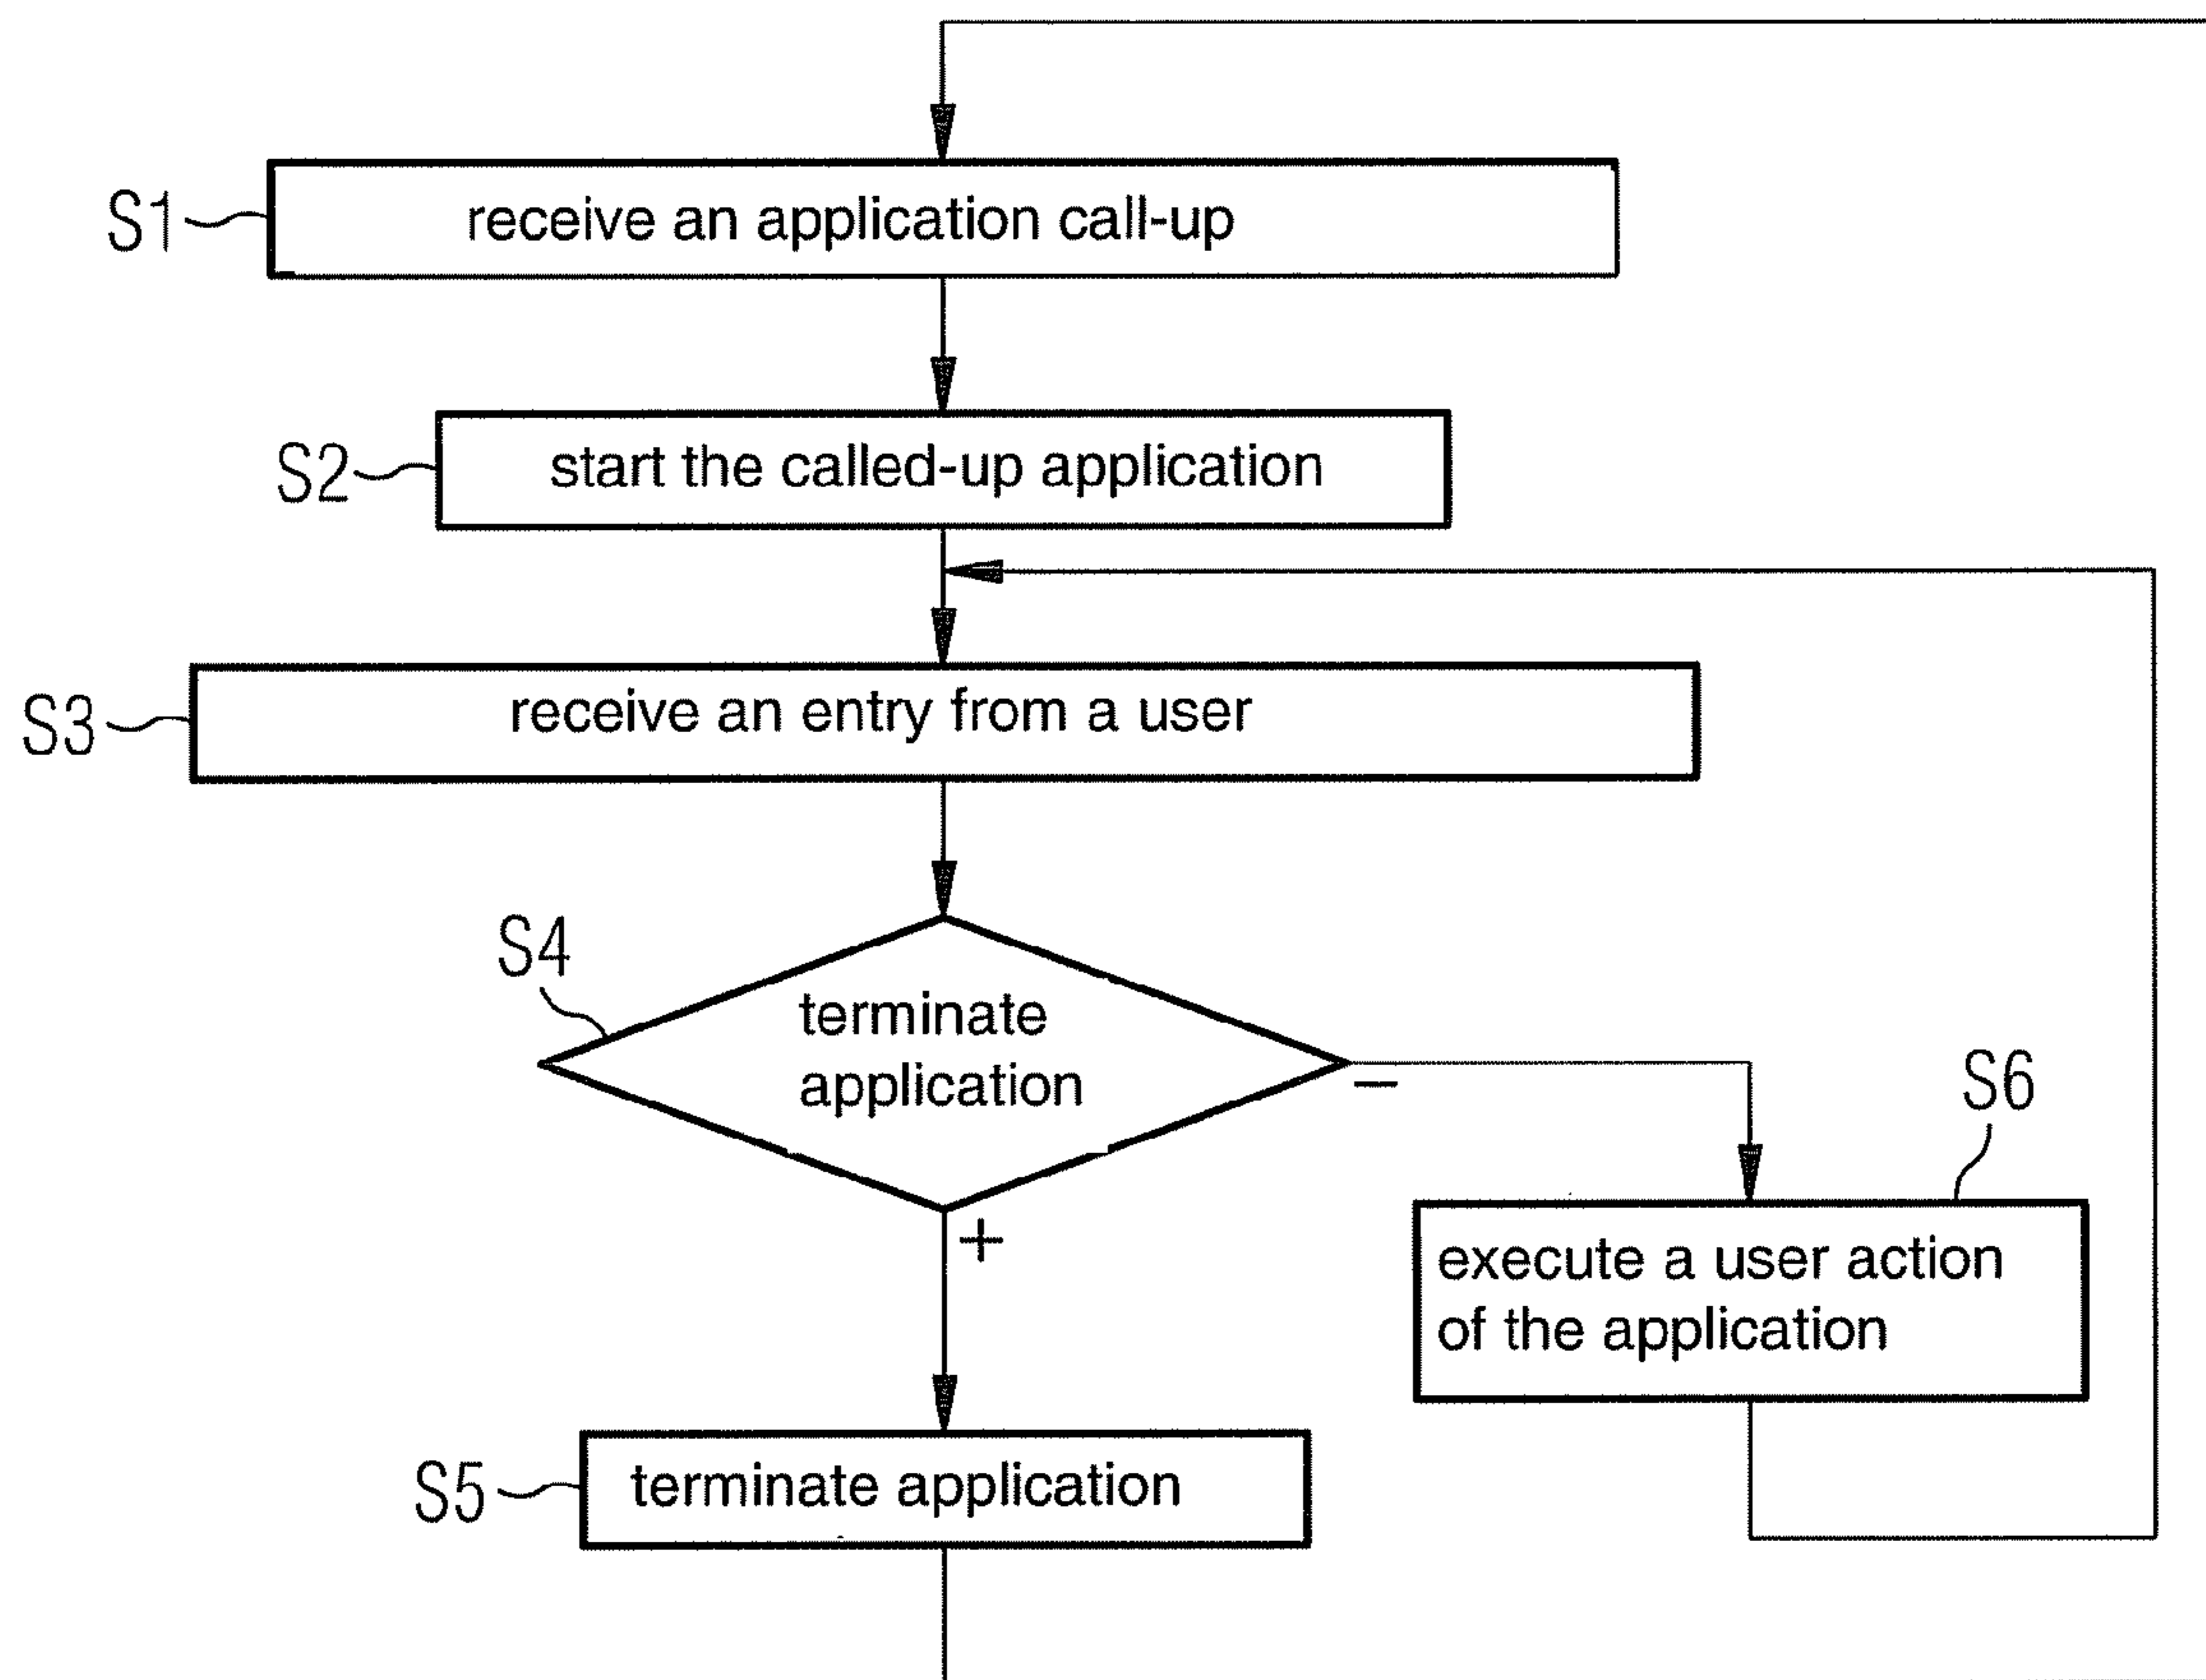 S1
receive an application call-up
S2
start the called-up application
S3
receive an entry from a user
S4
terminate
application
−
+
S6
execute a user action
of the application
S5
terminate application